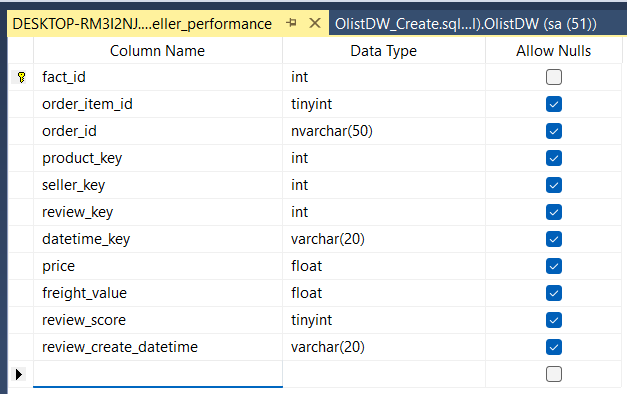 DESKTOP-RM3I2NJ....eller_performance OlistDW_Create.sql...l).OlistDW (sa (51))
Column Name Data Type Allow Nulls
fact_id int
order_item_id tinyint
order_id nvarchar(50)
product_key int
seller_key int
review_key int
datetime_key varchar(20)
price float
freight_value float
review_score tinyint
review_create_datetime varchar(20)